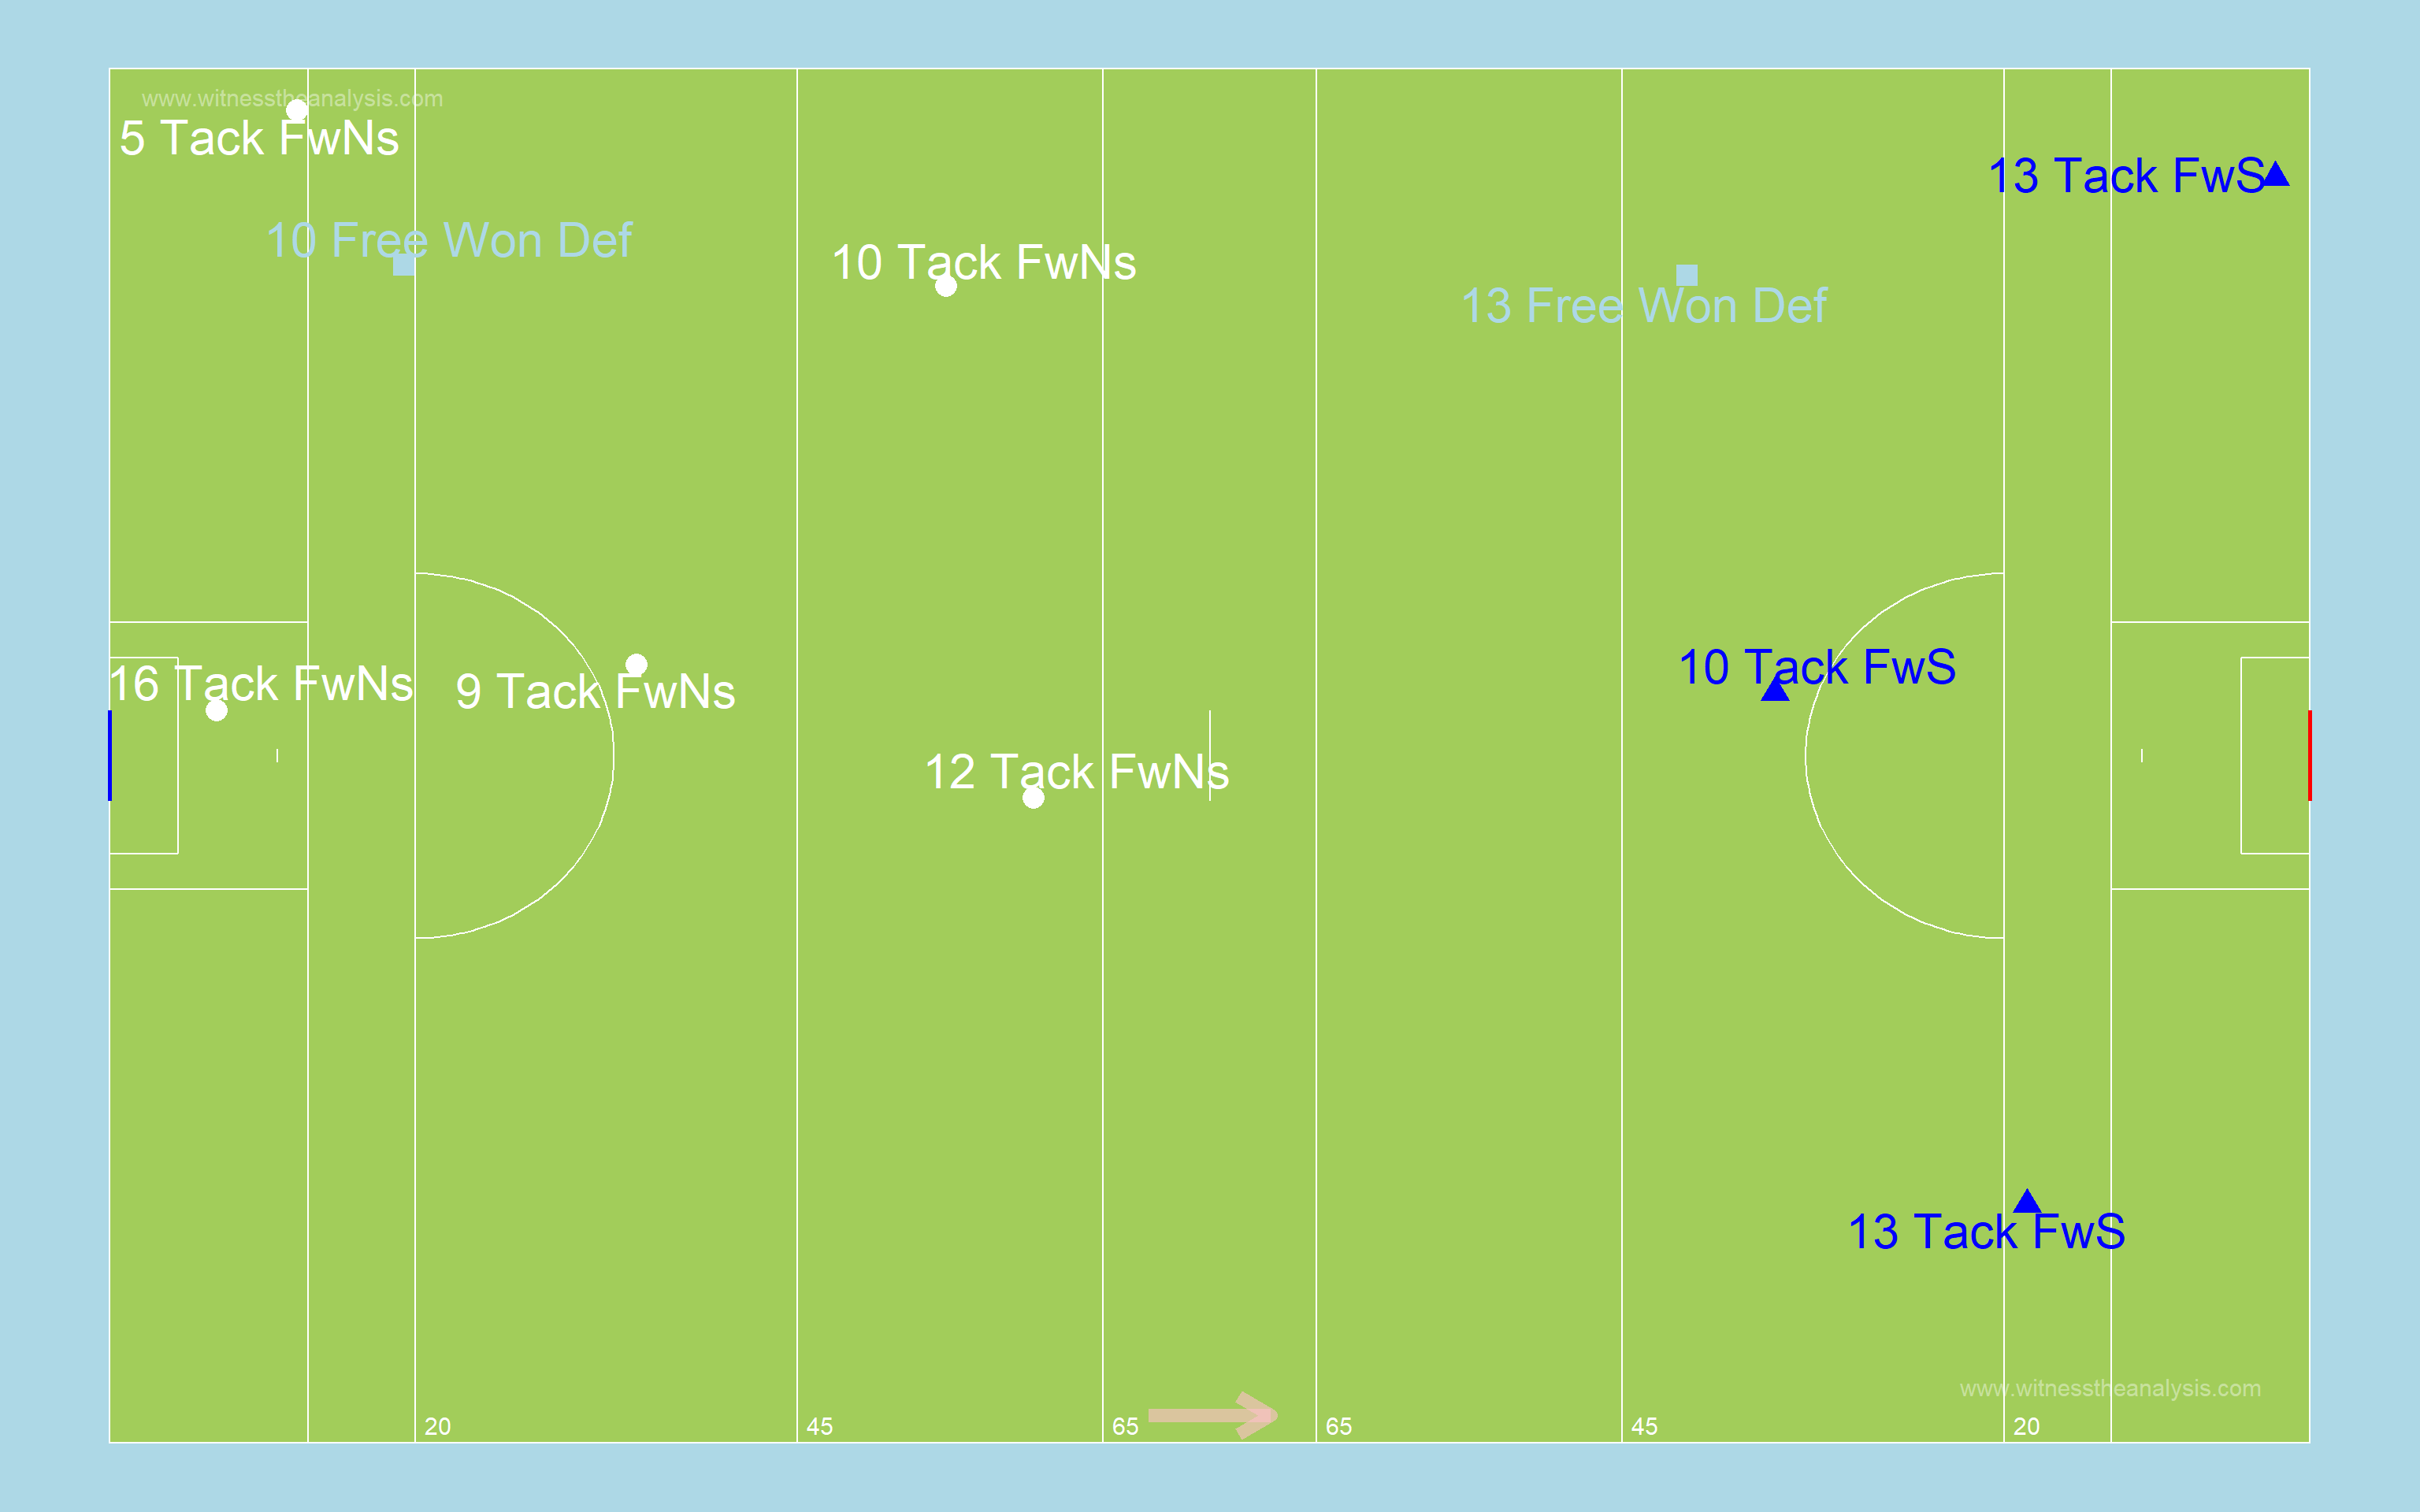 www.witnesstheanalysis.com
5 Tack FwNs
13 Tack FwS
10 Free Won Def
10 Tack FwNs
13 Free Won Def
16 Tack FwNs
9 Tack FwNs
10 Tack FwS
12 Tack FwNs
13 Tack FwS
www.witnesstheanalysis.com
20
45
65
65
45
20